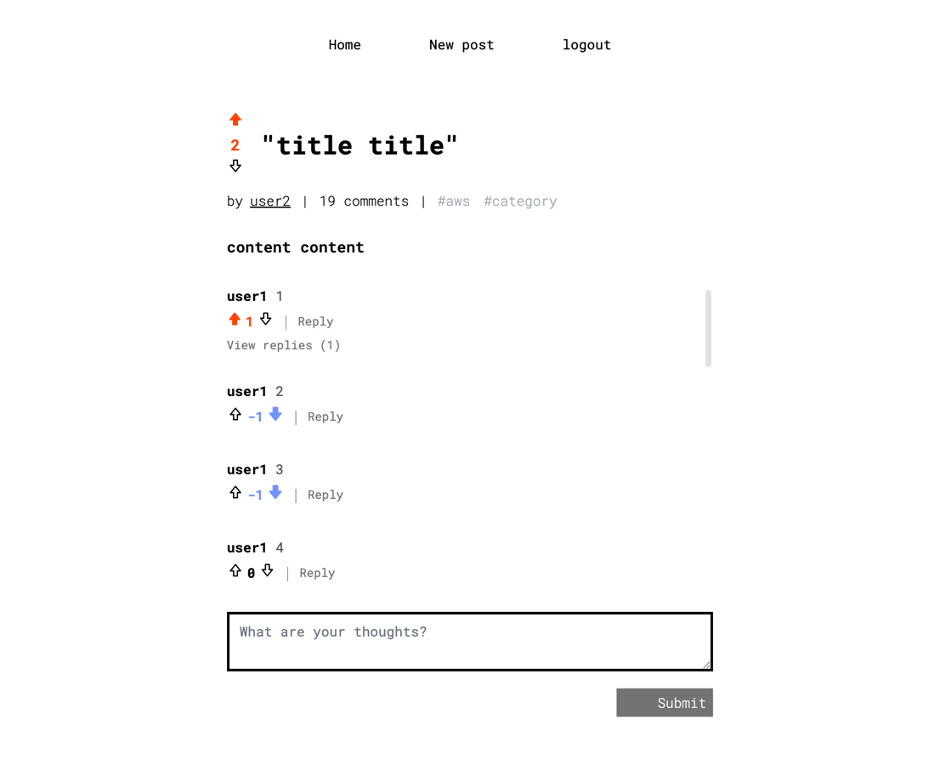 Home New post logout
2 "title title"
by user2 | 19 comments | #aws #category
content content
user1 1
1 | Reply
View replies (1)
user1 2
-1 | Reply
user1 3
-1 | Reply
user1 4
0 | Reply
What are your thoughts?
Submit